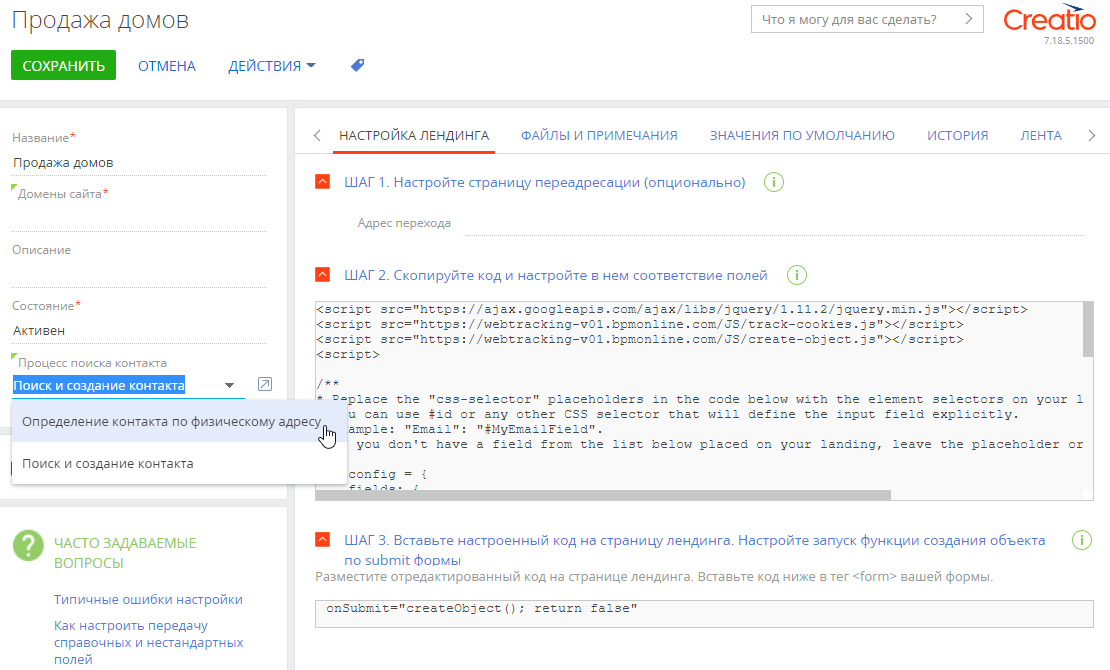 Продажа домов
Что я могу для вас сделать?
Creatio
7.18.5.1500
СОХРАНИТЬ
ОТМЕНА
ДЕЙСТВИЯ
Название*
Продажа домов
Домены сайта*
Описание
Состояние*
Активен
Процесс поиска контакта
Поиск и создание контакта
Определение контакта по физическому адресу
Поиск и создание контакта
ЧАСТО ЗАДАВАЕМЫЕ
ВОПРОСЫ
Типичные ошибки настройки
Как настроить передачу
справочных и нестандартных
полей
НАСТРОЙКА ЛЕНДИНГА
ФАЙЛЫ И ПРИМЕЧАНИЯ
ЗНАЧЕНИЯ ПО УМОЛЧАНИЮ
ИСТОРИЯ
ЛЕНТА
ШАГ 1. Настройте страницу переадресации (опционально)
Адрес перехода
ШАГ 2. Скопируйте код и настройте в нем соответствие полей
<script src="https://ajax.googleapis.com/ajax/libs/jquery/1.11.2/jquery.min.js"></script>
<script src="https://webtracking-v01.bpmonline.com/JS/track-cookies.js"></script>
<script src="https://webtracking-v01.bpmonline.com/JS/create-object.js"></script>
<script>
/**
* Replace the "css-selector" placeholders in the code below with the element selectors on your l
u can use #id or any other CSS selector that will define the input field explicitly.
ample: "Email": "#MyEmailField".
you don't have a field from the list below placed on your landing, leave the placeholder or
config = {
fields: {
ШАГ 3. Вставьте настроенный код на страницу лендинга. Настройте запуск функции создания объекта
по submit формы
Разместите отредактированный код на странице лендинга. Вставьте код ниже в тег <form> вашей формы.
onSubmit="createObject(); return false"